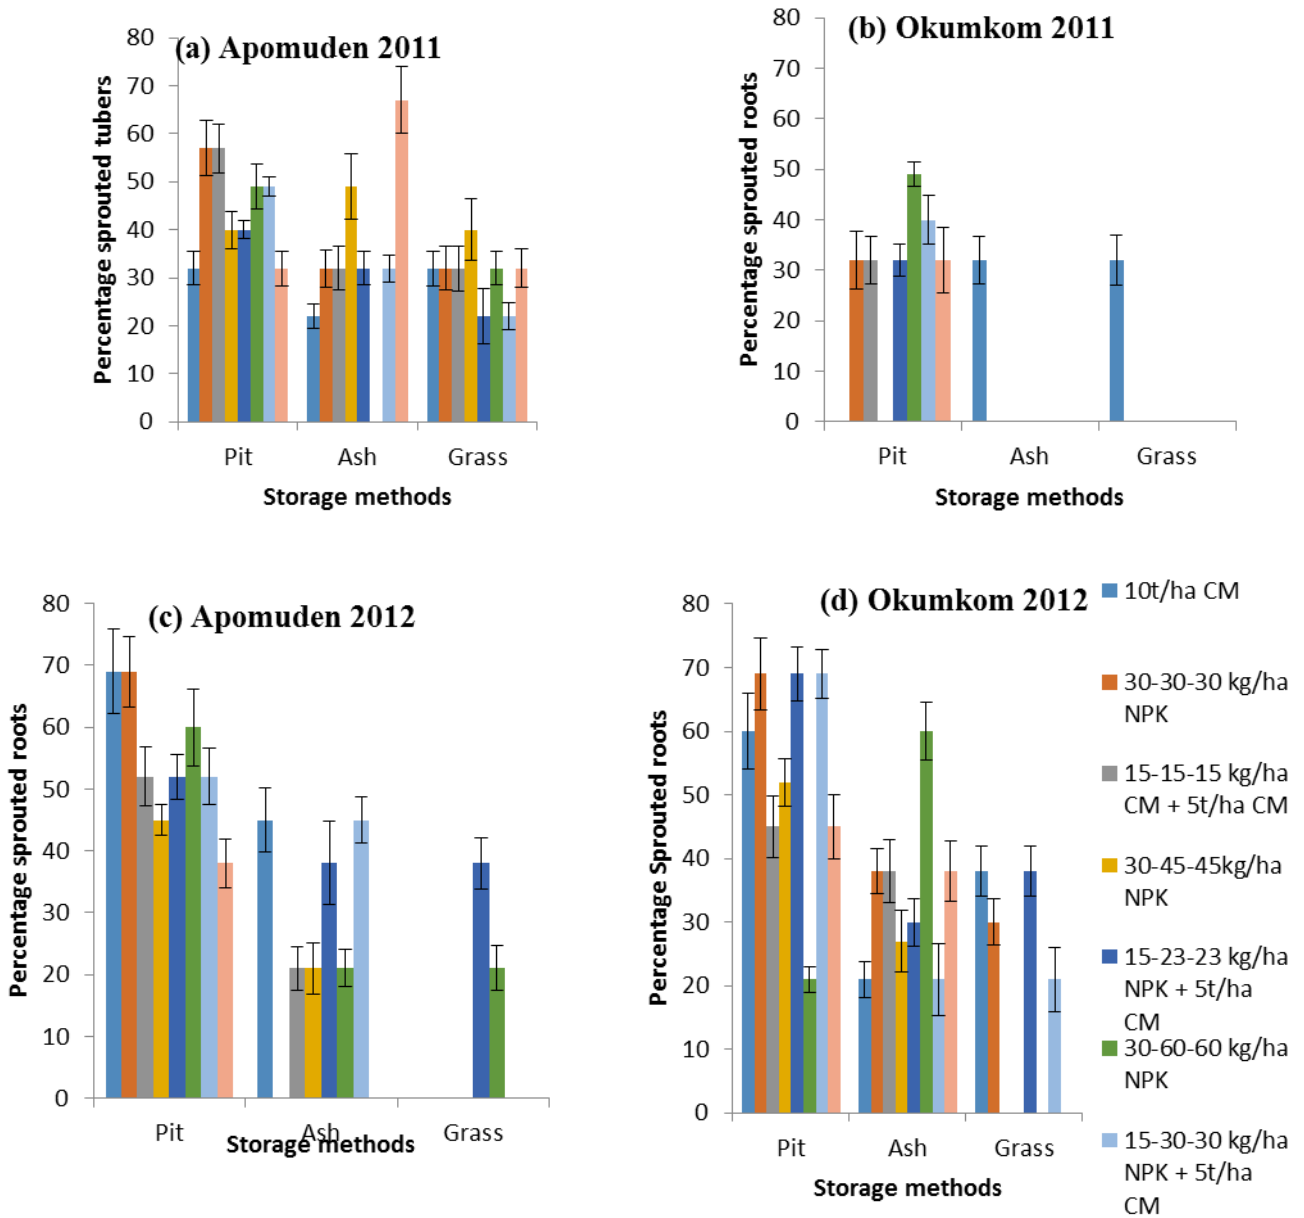 (a) Apomuden 2011
Percentage sprouted tubers
80
70
60
50
40
30
20
10
0
Pit Ash Grass
Storage methods
(b) Okumkom 2011
Percentage sprouted roots
80
70
60
50
40
30
20
10
0
Pit Ash Grass
Storage methods
(c) Apomuden 2012
Percentage sprouted roots
80
70
60
50
40
30
20
10
0
Pit Ash Grass
Storage methods
(d) Okumkom 2012
Percentage Sprouted roots
80
70
60
50
40
30
20
10
0
Pit Ash Grass
Storage methods
10t/ha CM
30-30-30 kg/ha
NPK
15-15-15 kg/ha
CM + 5t/ha CM
30-45-45kg/ha
NPK
15-23-23 kg/ha
NPK + 5t/ha
CM
30-60-60 kg/ha
NPK
15-30-30 kg/ha
NPK + 5t/ha
CM